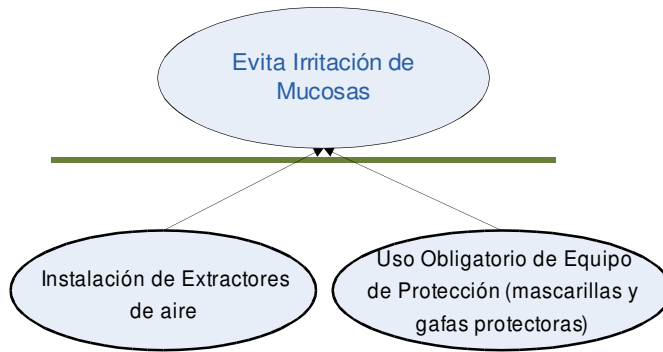 Evita Irritación de
Mucosas
Instalación de Extractores
de aire
Uso Obligatorio de Equipo
de Protección (mascarillas y
gafas protectoras)